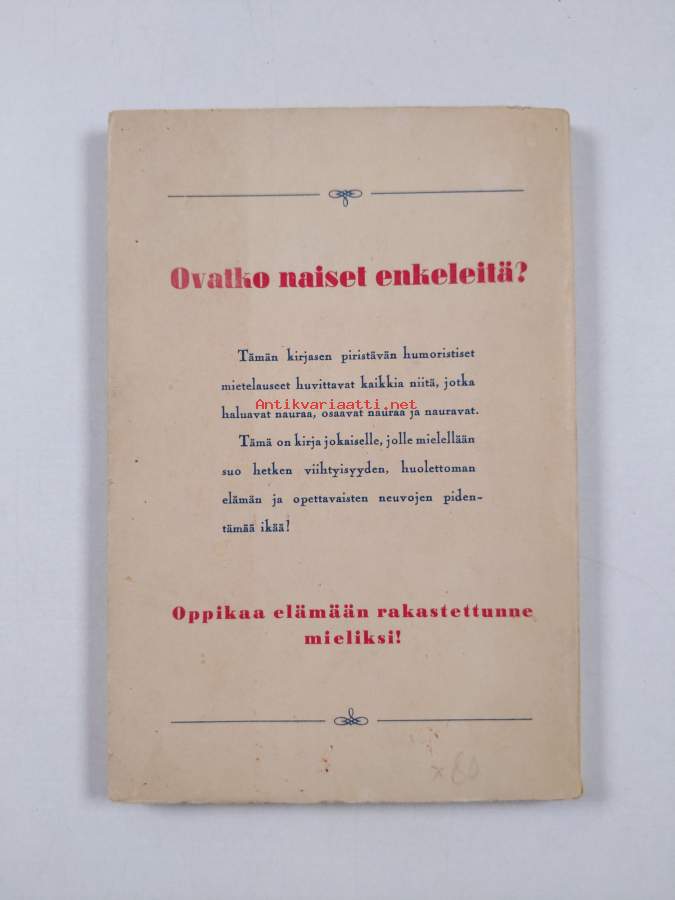 Ovatko naiset enkeleitä?
Tämän kirjasen piristävän humoristiset
mietelauseet huvittavat kaikkia niitä, jotka
Antikvariaatti.net
haluavat nauraa, osaavat nauraa ja nauravat.
Tämä on kirja jokaiselle, jolle mielellään
suo hetken viihtyisyyden, huolettoman
elämän ja opettavaisten neuvojen piden-
tämää ikää!
Oppikaa elämään rakastettunne
mieliksi!